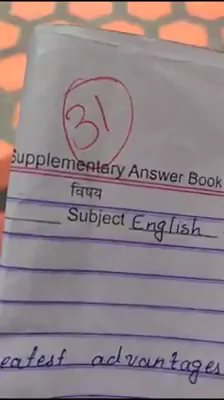 31
Supplementary Answer Book
विषय
Subject English
eatest advantages